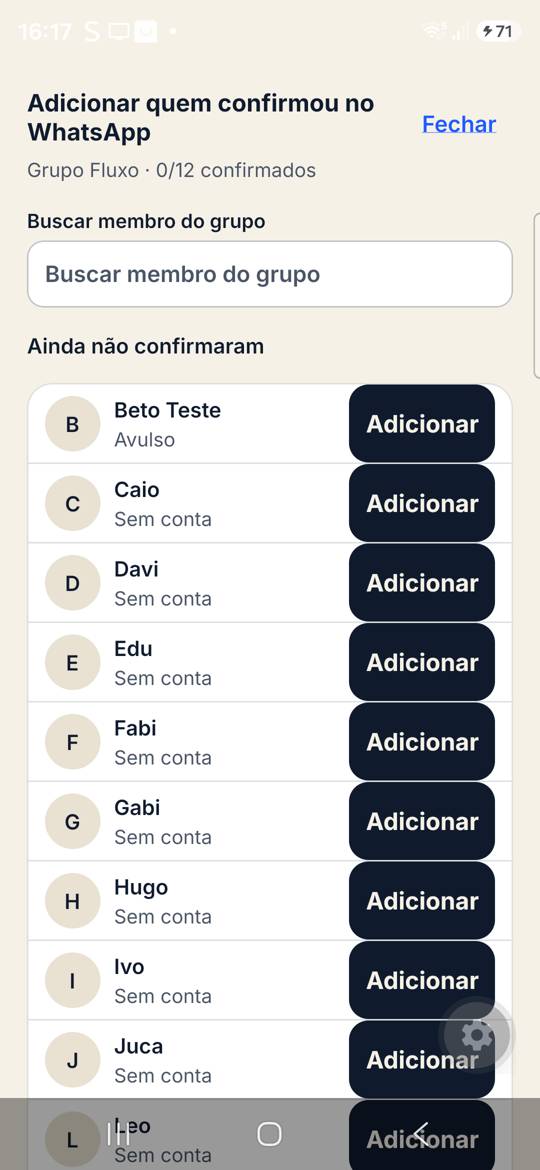 16:17 S 71
Adicionar quem confirmou no
WhatsApp
Fechar
Grupo Fluxo · 0/12 confirmados
Buscar membro do grupo
Buscar membro do grupo
Ainda não confirmaram
B Beto Teste Adicionar
Avulso
C Caio Adicionar
Sem conta
D Davi Adicionar
Sem conta
E Edu Adicionar
Sem conta
F Fabi Adicionar
Sem conta
G Gabi Adicionar
Sem conta
H Hugo Adicionar
Sem conta
I Ivo Adicionar
Sem conta
J Juca Adicionar
Sem conta
L Leo Adicionar
Sem conta